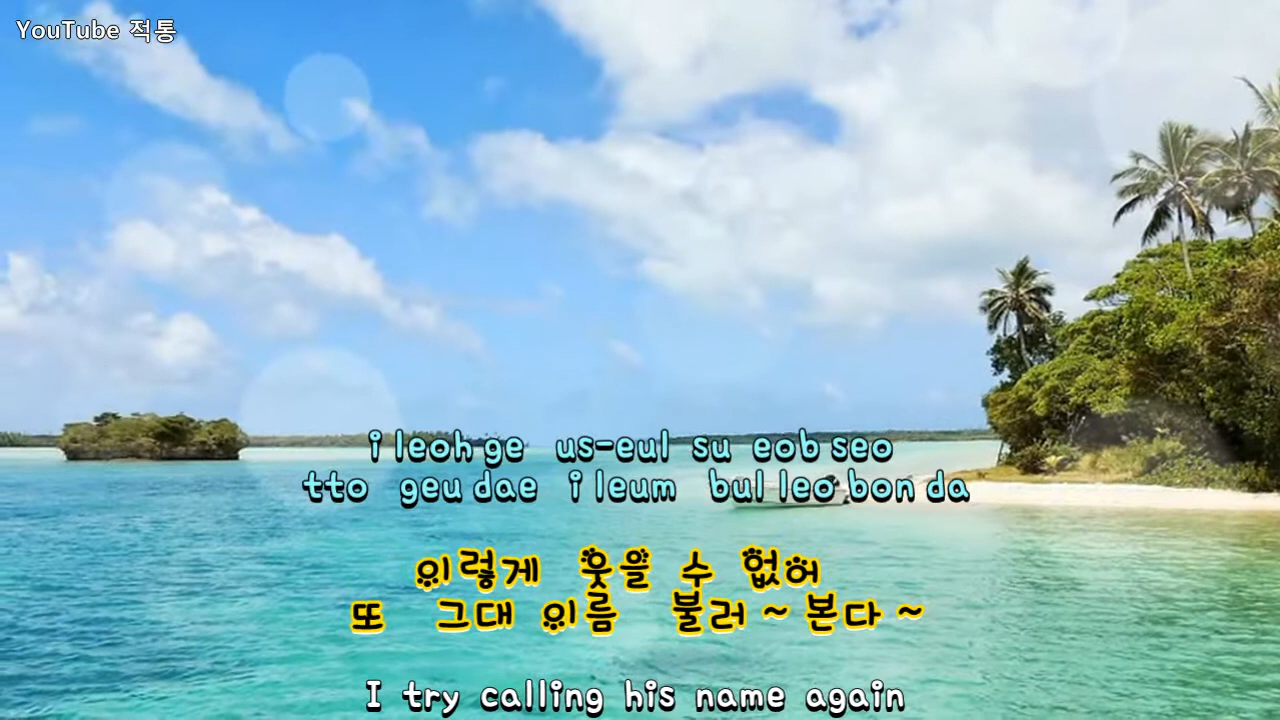 YouTube 적통
i leoh ge us-eul su eob seo
tto geu dae i leum bul leo bon da
이렇게 웃을 수 없어
또 그대 이름 불러 ~ 본다 ~
I try calling his name again